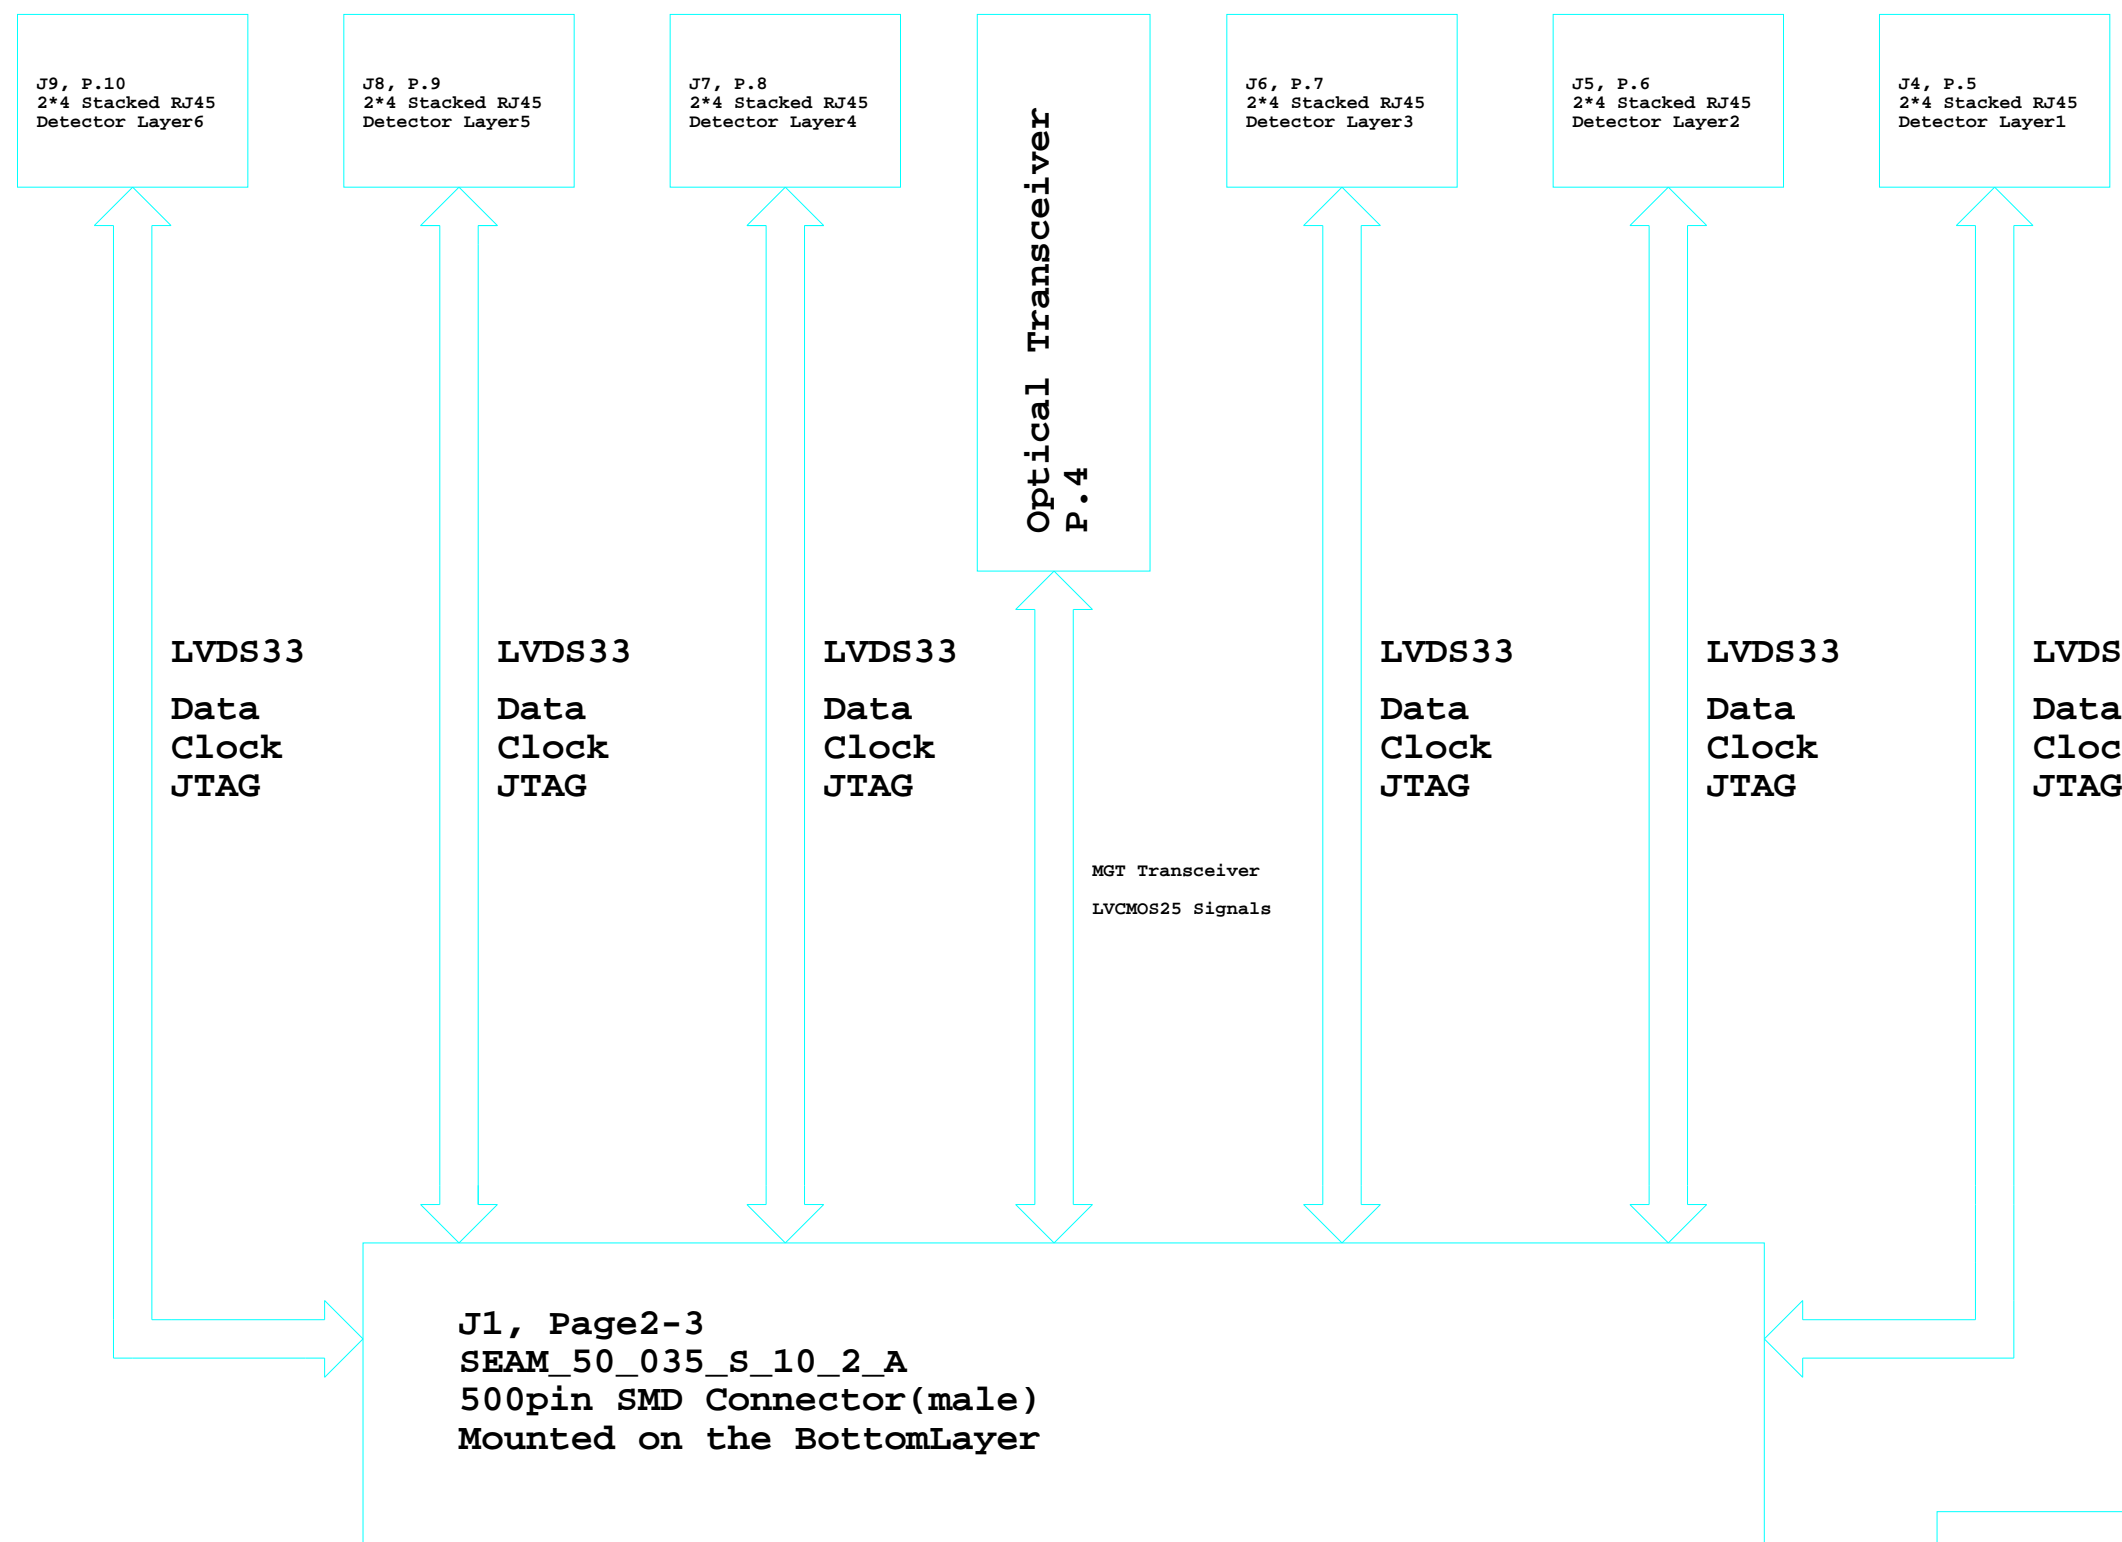 J9, P.10
2*4 Stacked RJ45
Detector Layer6
J8, P.9
2*4 Stacked RJ45
Detector Layer5
J7, P.8
2*4 Stacked RJ45
Detector Layer4
Optical Transceiver
P.4
J6, P.7
2*4 Stacked RJ45
Detector Layer3
J5, P.6
2*4 Stacked RJ45
Detector Layer2
J4, P.5
2*4 Stacked RJ45
Detector Layer1
LVDS33
Data
Clock
JTAG
LVDS33
Data
Clock
JTAG
LVDS33
Data
Clock
JTAG
MGT Transceiver
LVCMOS25 Signals
LVDS33
Data
Clock
JTAG
LVDS33
Data
Clock
JTAG
LVDS
Data
Cloc
JTAG
J1, Page2-3
SEAM_50_035_S_10_2_A
500pin SMD Connector(male)
Mounted on the BottomLayer